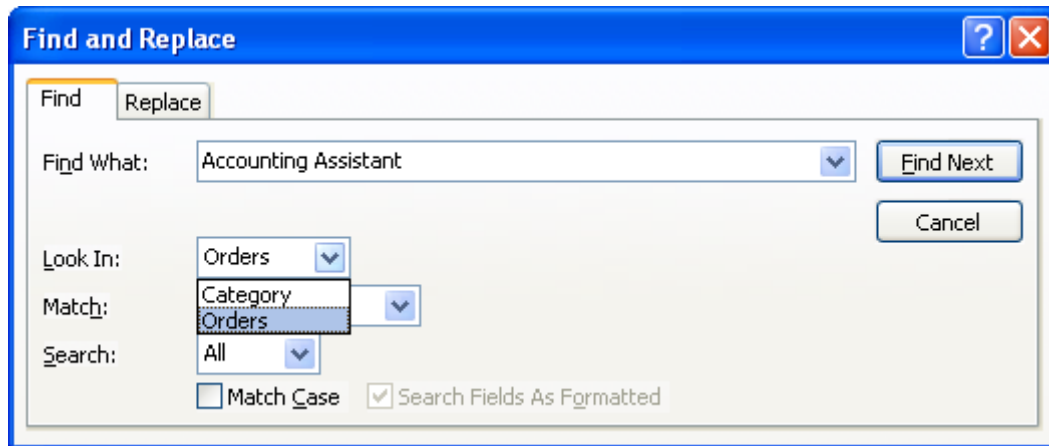 Find and Replace
Find Replace
Find What: Accounting Assistant Find Next
Cancel
Look In: Orders
Category
Match:
Orders
Search: All
Match Case Search Fields As Formatted